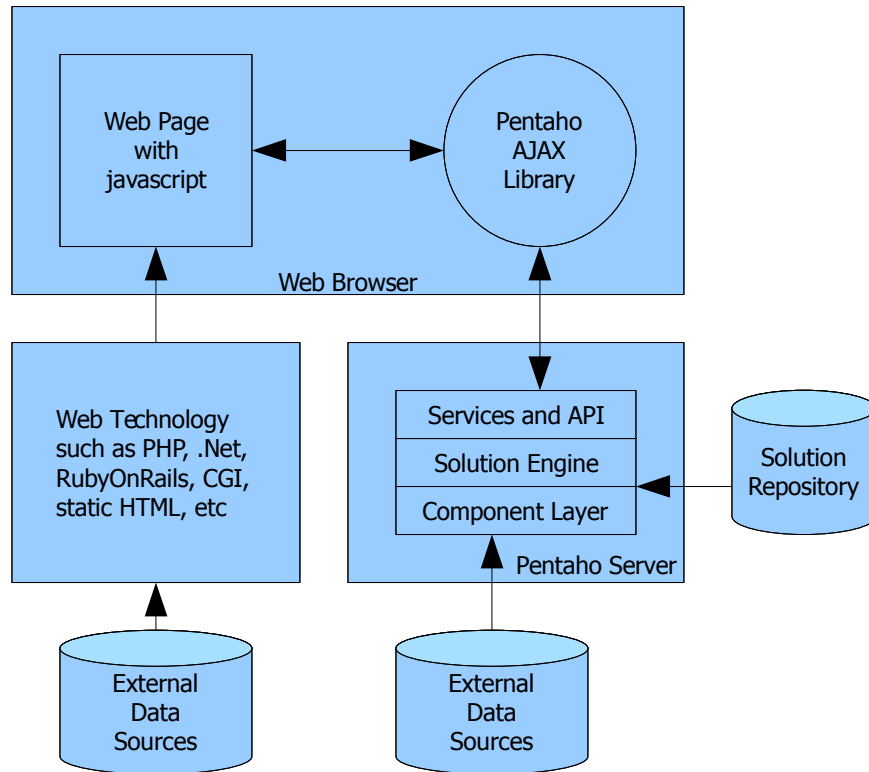 Web Page
with
javascript
Pentaho
AJAX
Library
Web Browser
Web Technology
such as PHP, .Net,
RubyOnRails, CGI,
static HTML, etc
Services and API
Solution Engine
Component Layer
Pentaho Server
Solution
Repository
External
Data
Sources
External
Data
Sources